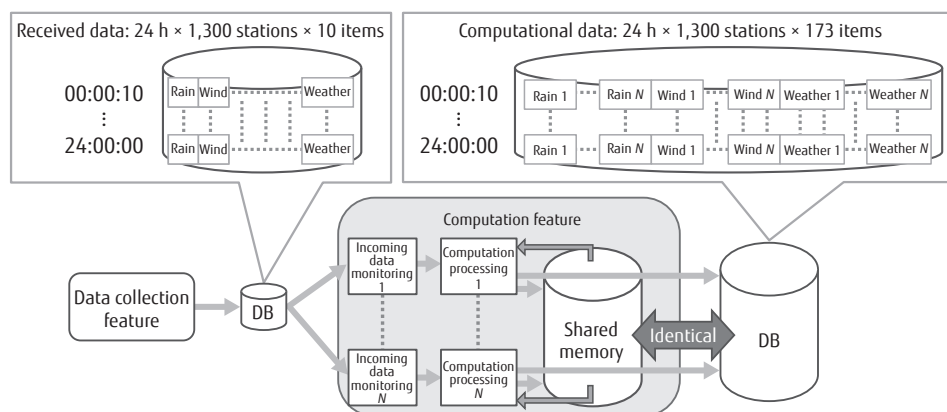 Received data: 24 h × 1,300 stations × 10 items
00:00:10
Rain Wind Weather
⋮
24:00:00
Rain Wind Weather
Computational data: 24 h × 1,300 stations × 173 items
00:00:10
Rain 1 Rain N Wind 1 Wind N Weather 1 Weather N
⋮
24:00:00
Rain 1 Rain N Wind 1 Wind N Weather 1 Weather N
Computation feature
Data collection
feature
DB
Incoming
data
monitoring
1
Computation
processing
1
Incoming
data
monitoring
N
Computation
processing
N
Shared
memory
Identical
DB